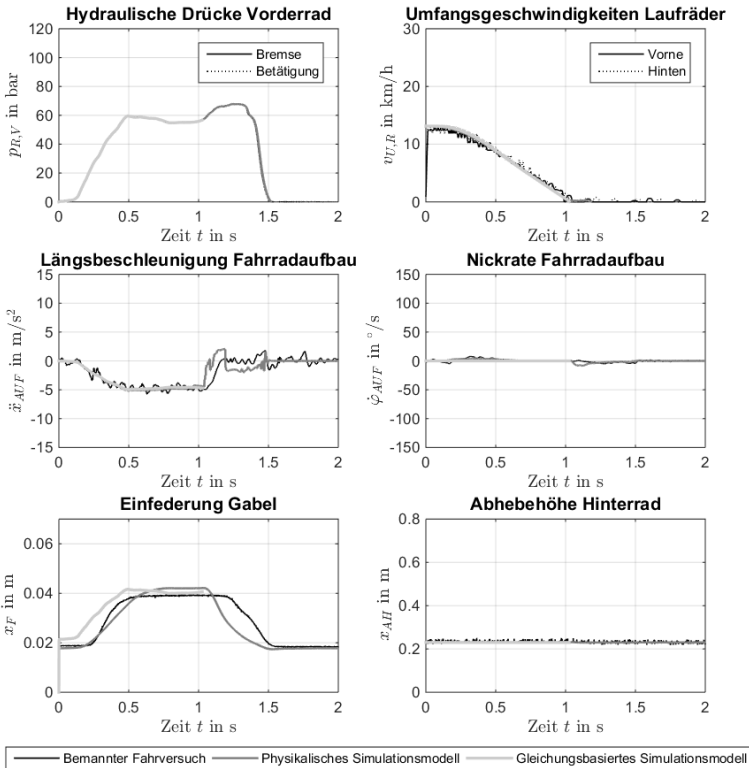 Hydraulische Drücke Vorderrad
120
100
80
60
40
20
0
p_{R,V} in bar
Bremse
Betätigung
0 0.5 1 1.5 2
Zeit t in s
Umfangsgeschwindigkeiten Laufräder
30
20
10
0
v_{U,R} in km/h
Vorne
Hinten
0 0.5 1 1.5 2
Zeit t in s
Längsbeschleunigung Fahrradaufbau
15
10
5
0
-5
-10
-15
ẍ_{AUF} in m/s²
0 0.5 1 1.5 2
Zeit t in s
Nickrate Fahrradaufbau
150
100
50
0
-50
-100
-150
φ̇_{AUF} in °/s
0 0.5 1 1.5 2
Zeit t in s
Einfederung Gabel
0.06
0.04
0.02
0
x_F in m
0 0.5 1 1.5 2
Zeit t in s
Abhebehöhe Hinterrad
0.8
0.6
0.4
0.2
0
x_{AH} in m
0 0.5 1 1.5 2
Zeit t in s
Bemannter Fahrversuch Physikalisches Simulationsmodell Gleichungsbasiertes Simulationsmodell